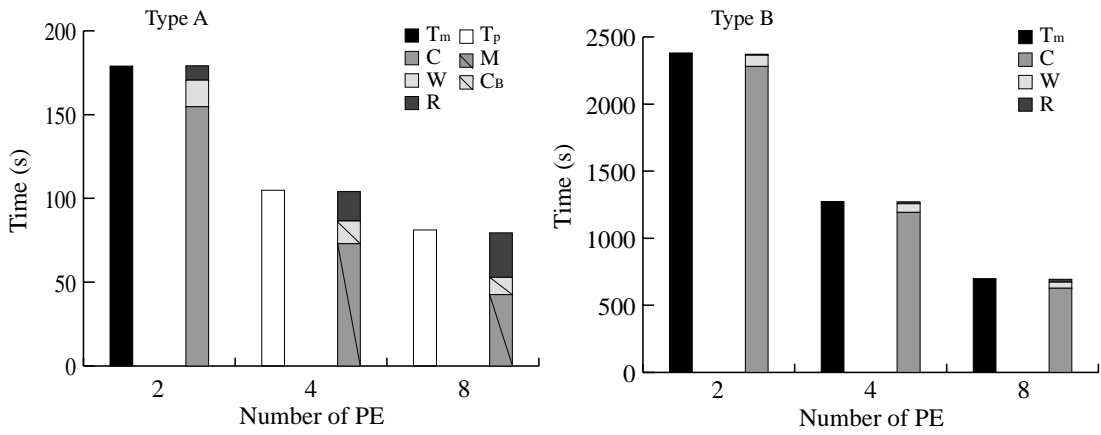 Type A
Time (s)
200
150
100
50
0
Tm Tp
C M
W CB
R
2 4 8
Number of PE
Type B
Time (s)
2500
2000
1500
1000
500
0
Tm
C
W
R
2 4 8
Number of PE